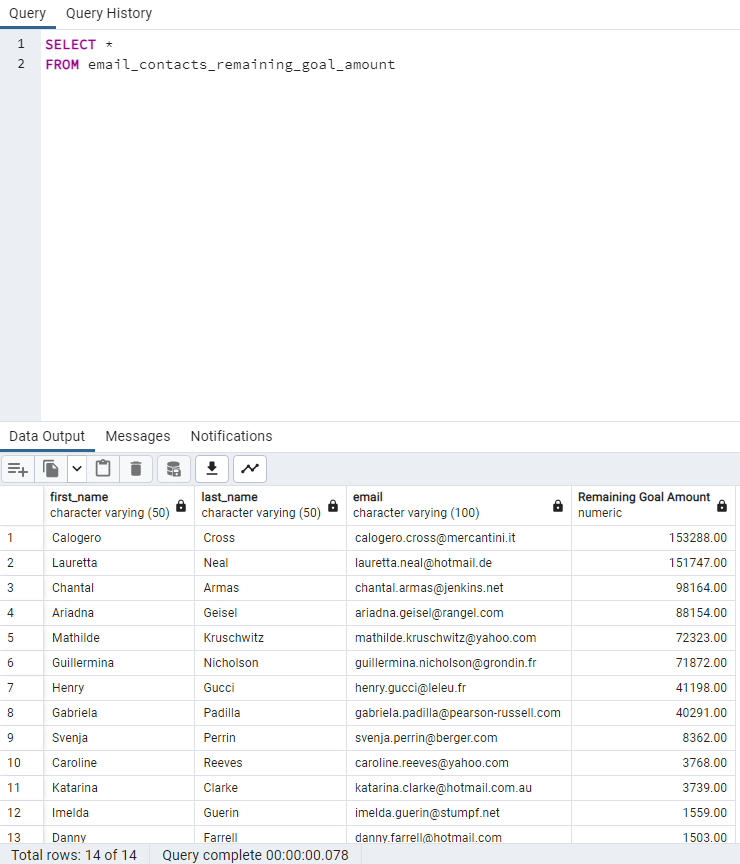 Query Query History
1 SELECT *
2 FROM email_contacts_remaining_goal_amount
Data Output Messages Notifications
first_name last_name email Remaining Goal Amount
character varying (50) character varying (50) character varying (100) numeric
1 Calogero Cross calogero.cross@mercantini.it 153288.00
2 Lauretta Neal lauretta.neal@hotmail.de 151747.00
3 Chantal Armas chantal.armas@jenkins.net 98164.00
4 Ariadna Geisel ariadna.geisel@rangel.com 88154.00
5 Mathilde Kruschwitz mathilde.kruschwitz@yahoo.com 72323.00
6 Guillermina Nicholson guillermina.nicholson@grondin.fr 71872.00
7 Henry Gucci henry.gucci@leleu.fr 41198.00
8 Gabriela Padilla gabriela.padilla@pearson-russell.com 40291.00
9 Svenja Perrin svenja.perrin@berger.com 8362.00
10 Caroline Reeves caroline.reeves@yahoo.com 3768.00
11 Katarina Clarke katarina.clarke@hotmail.com.au 3739.00
12 Imelda Guerin imelda.guerin@stumpf.net 1559.00
13 Danny Farrell danny.farrell@hotmail.com 1503.00
Total rows: 14 of 14 Query complete 00:00:00.078